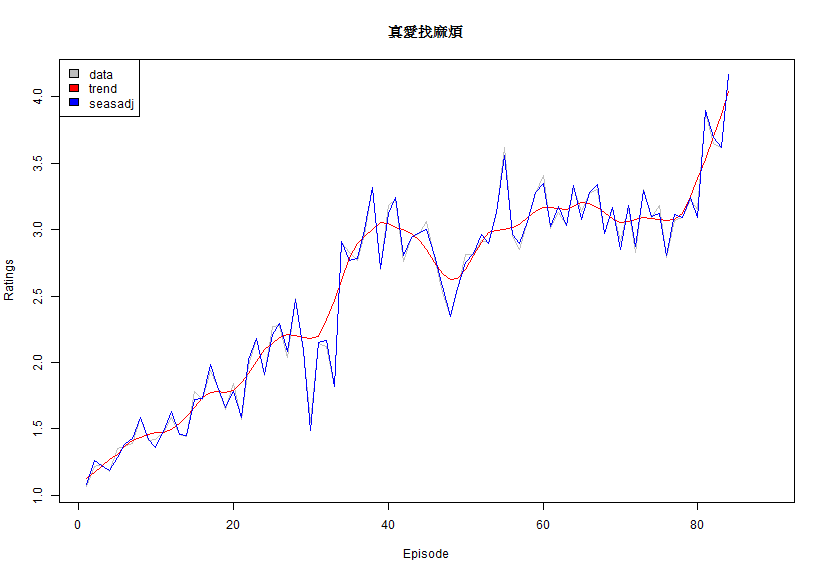 真愛找麻煩
data
trend
seasadj
Ratings
4.0
3.5
3.0
2.5
2.0
1.5
1.0
0
20
40
60
80
Episode